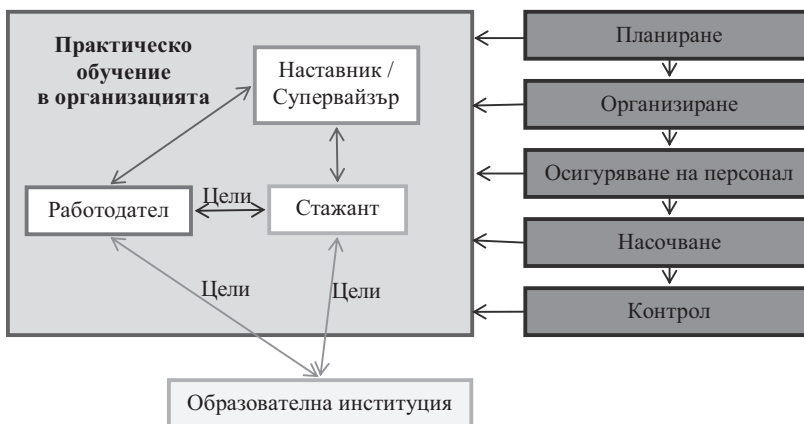 Практическо
обучение
в организацията
Наставник /
Супервайзър
Работодател
Цели
Стажант
Цели
Цели
Образователна институция
Планиране
Организиране
Осигуряване на персонал
Насочване
Контрол